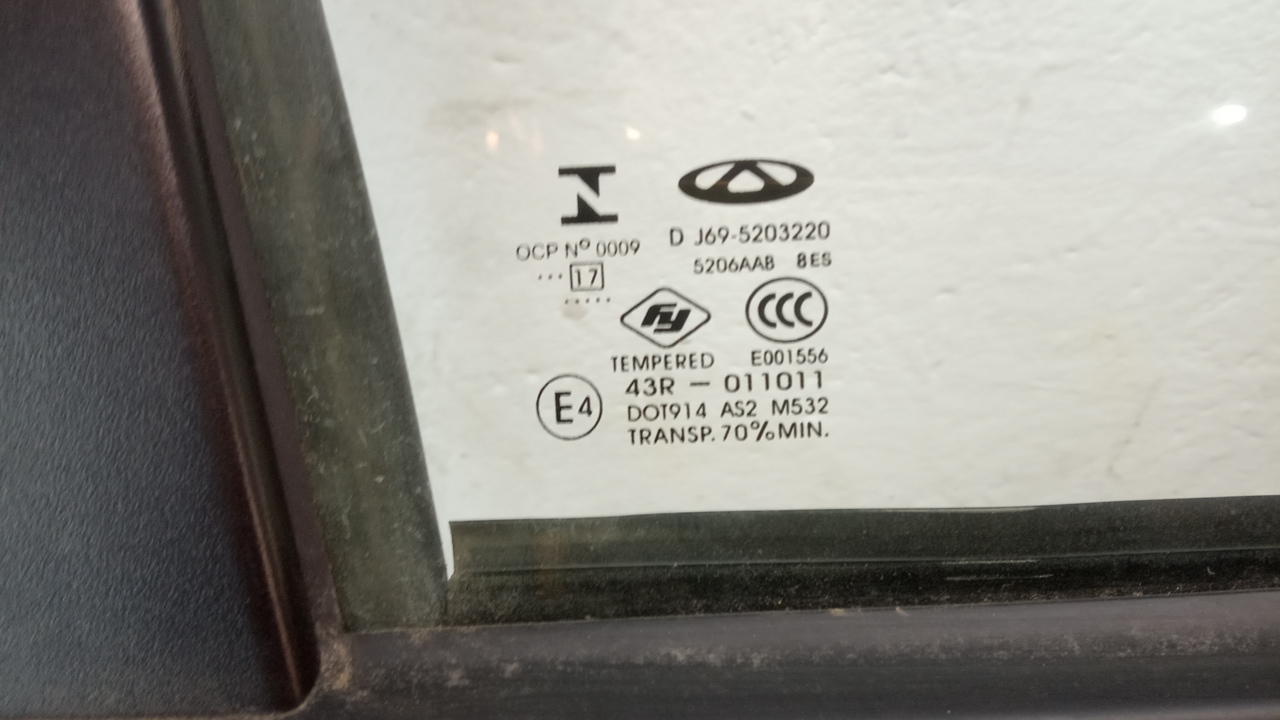 D J69-5203220
OCP Nº 0009
5206AAB 8ES
...17
.....
FY
CCC
TEMPERED E001556
E4
43R — 011011
DOT914 AS2 M532
TRANSP. 70% MIN.